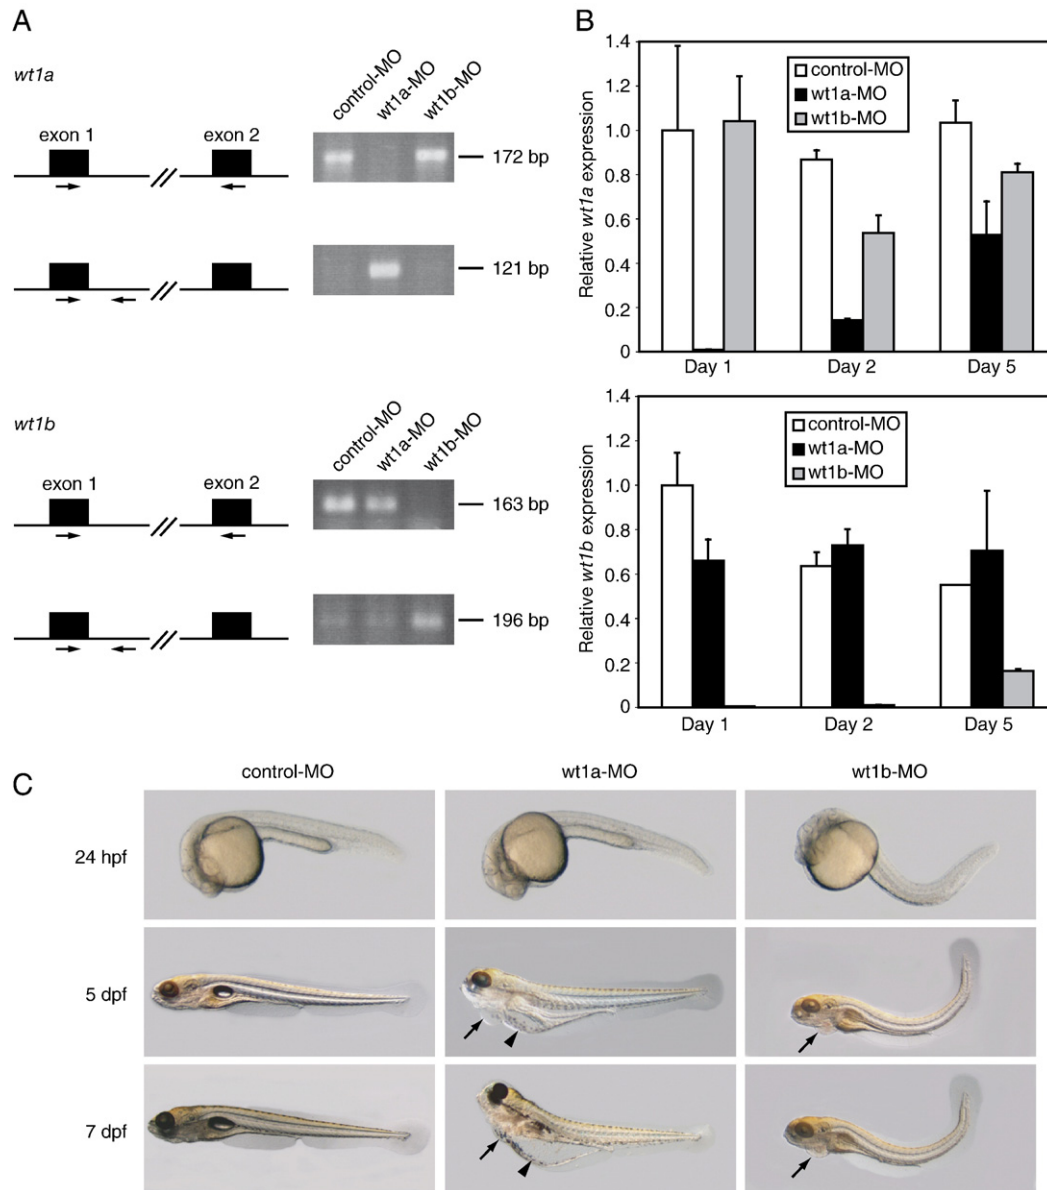 A
wt1a
control-MO
wt1a-MO
wt1b-MO
exon 1
exon 2
172 bp
121 bp
wt1b
control-MO
wt1a-MO
wt1b-MO
exon 1
exon 2
163 bp
196 bp
B
Relative wt1a expression
1.4
1.2
1.0
0.8
0.6
0.4
0.2
0
control-MO
wt1a-MO
wt1b-MO
Day 1
Day 2
Day 5
Relative wt1b expression
1.4
1.2
1.0
0.8
0.6
0.4
0.2
0
control-MO
wt1a-MO
wt1b-MO
Day 1
Day 2
Day 5
C
control-MO
wt1a-MO
wt1b-MO
24 hpf
5 dpf
7 dpf